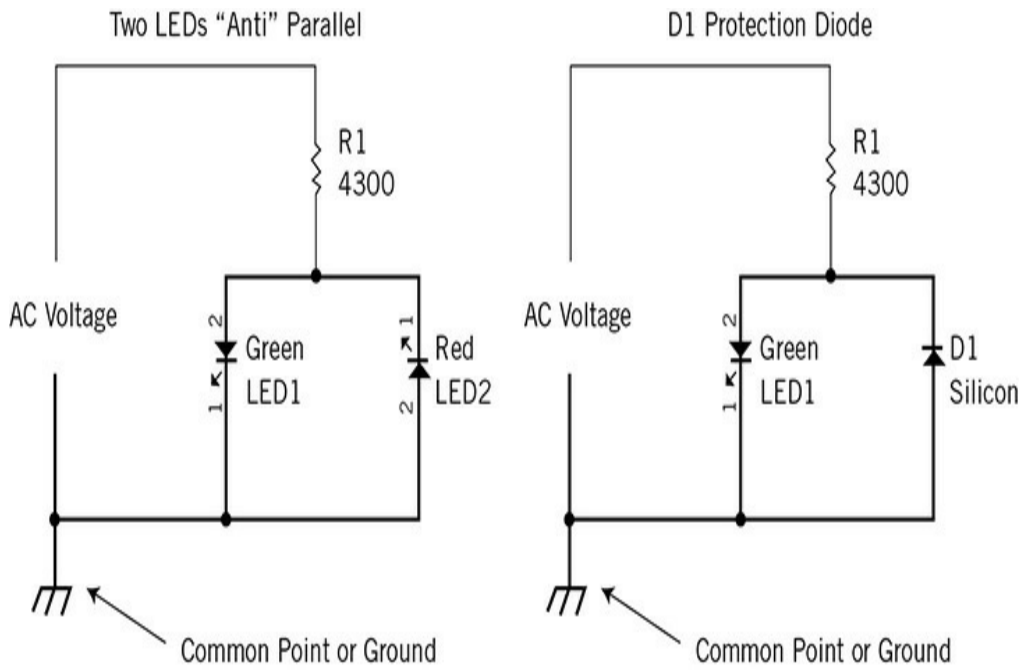 Two LEDs “Anti” Parallel
R1
4300
AC Voltage
2
Green
LED1
1
1
Red
LED2
2
Common Point or Ground
D1 Protection Diode
R1
4300
AC Voltage
2
Green
LED1
1
D1
Silicon
Common Point or Ground